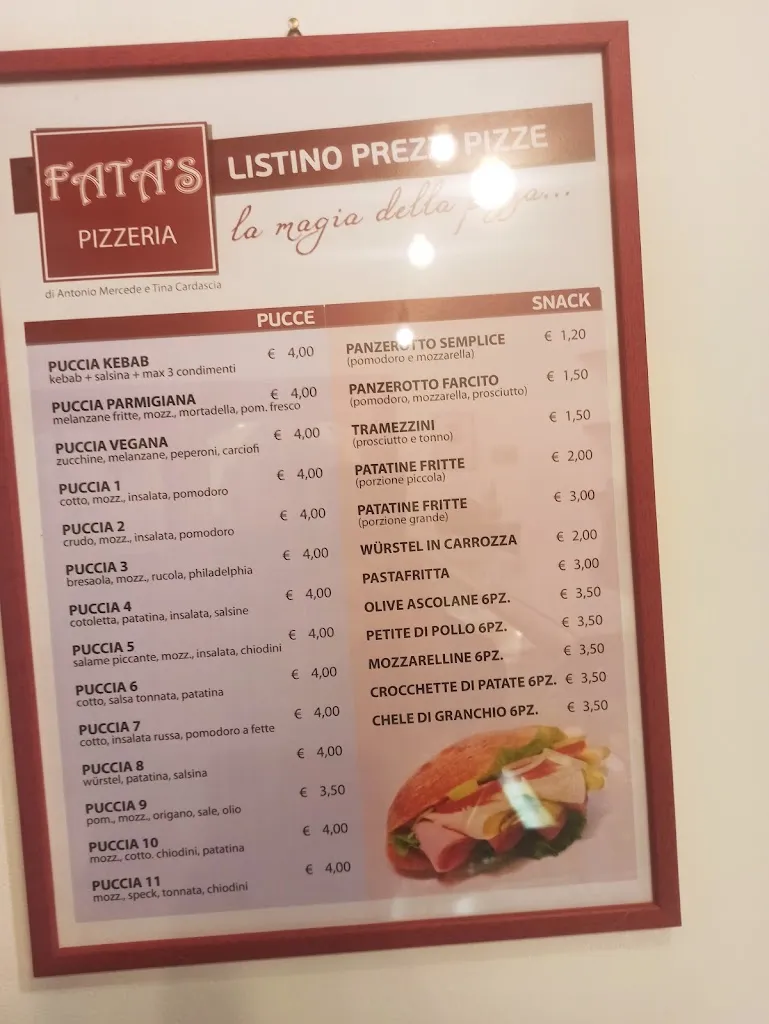 FATA'S
PIZZERIA
di Antonio Mercede e Tina Cardascia
LISTINO PREZZI PIZZE
la magia della pizza...
PUCCE
PUCCIA KEBAB € 4,00
kebab + salsina + max 3 condimenti
PUCCIA PARMIGIANA € 4,00
melanzane fritte, mozz., mortadella, pom. fresco
PUCCIA VEGANA € 4,00
zucchine, melanzane, peperoni, carciofi
PUCCIA 1 € 4,00
cotto, mozz., insalata, pomodoro
PUCCIA 2 € 4,00
crudo, mozz., insalata, pomodoro
PUCCIA 3 € 4,00
bresaola, mozz., rucola, philadelphia
PUCCIA 4 € 4,00
cotoletta, patatina, insalata, salsine
PUCCIA 5 € 4,00
salame piccante, mozz., insalata, chiodini
PUCCIA 6 € 4,00
cotto, salsa tonnata, patatina
PUCCIA 7 € 4,00
cotto, insalata russa, pomodoro a fette
PUCCIA 8 € 4,00
würstel, patatina, salsina
PUCCIA 9 € 3,50
pom., mozz., origano, sale, olio
PUCCIA 10 € 4,00
mozz., cotto. chiodini, patatina
PUCCIA 11 € 4,00
mozz., speck, tonnata, chiodini
SNACK
PANZEROTTO SEMPLICE € 1,20
(pomodoro e mozzarella)
PANZEROTTO FARCITO € 1,50
(pomodoro, mozzarella, prosciutto)
TRAMEZZINI € 1,50
(prosciutto e tonno)
PATATINE FRITTE € 2,00
(porzione piccola)
PATATINE FRITTE € 3,00
(porzione grande)
WÜRSTEL IN CARROZZA € 2,00
PASTAFRITTA € 3,00
OLIVE ASCOLANE 6PZ. € 3,50
PETITE DI POLLO 6PZ. € 3,50
MOZZARELLINE 6PZ. € 3,50
CROCCHETTE DI PATATE 6PZ. € 3,50
CHELE DI GRANCHIO 6PZ. € 3,50